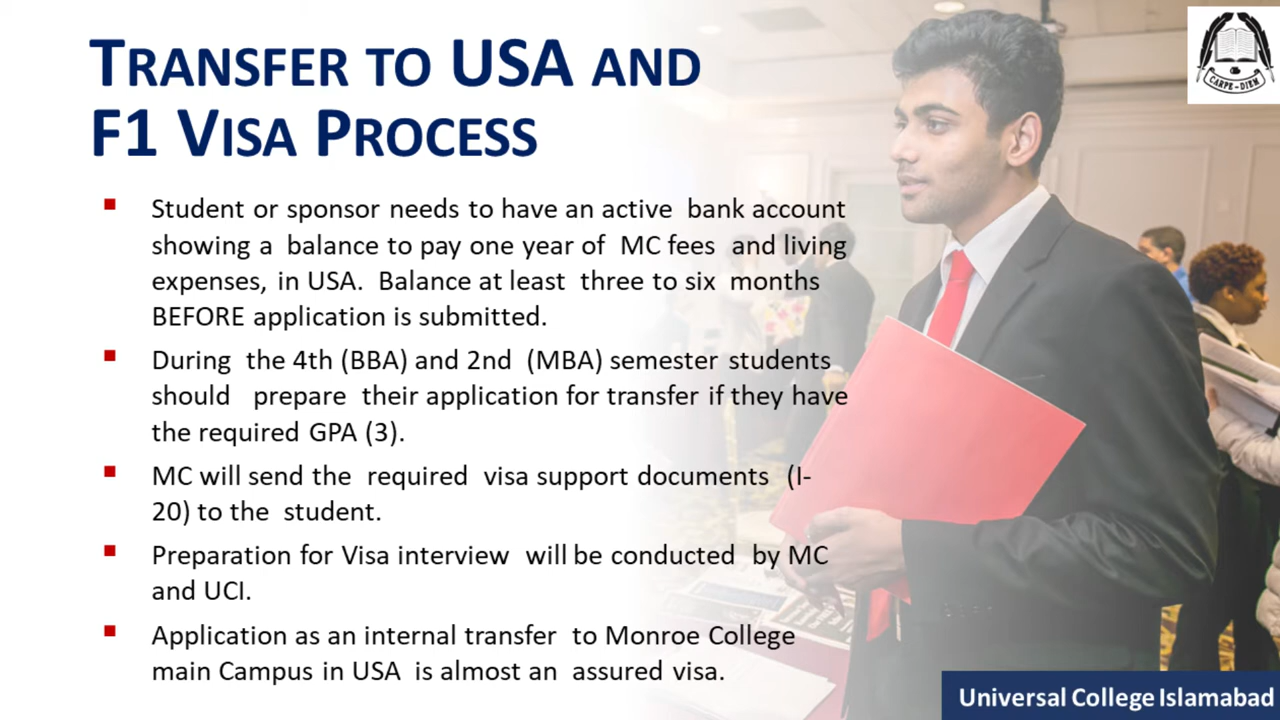 TRANSFER TO USA AND
F1 VISA PROCESS
CARPE-DIEM
Student or sponsor needs to have an active bank account
showing a balance to pay one year of MC fees and living
expenses, in USA. Balance at least three to six months
BEFORE application is submitted.
During the 4th (BBA) and 2nd (MBA) semester students
should prepare their application for transfer if they have
the required GPA (3).
MC will send the required visa support documents (I-
20) to the student.
Preparation for Visa interview will be conducted by MC
and UCI.
Application as an internal transfer to Monroe College
main Campus in USA is almost an assured visa.
Universal College Islamabad